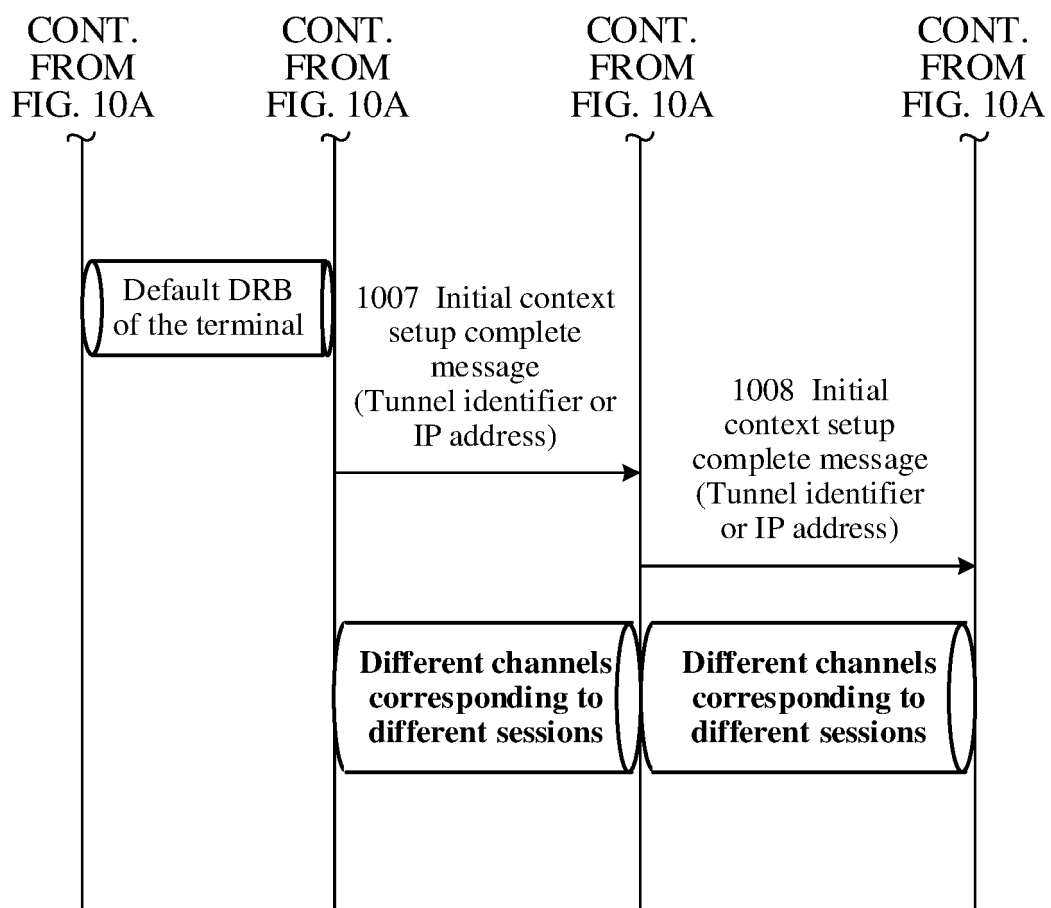 CONT.
FROM
FIG. 10A
CONT.
FROM
FIG. 10A
CONT.
FROM
FIG. 10A
CONT.
FROM
FIG. 10A
Default DRB
of the terminal
1007 Initial context
setup complete
message
(Tunnel identifier or
IP address)
1008 Initial
context setup
complete message
(Tunnel identifier
or IP address)
Different channels
corresponding to
different sessions
Different channels
corresponding to
different sessions